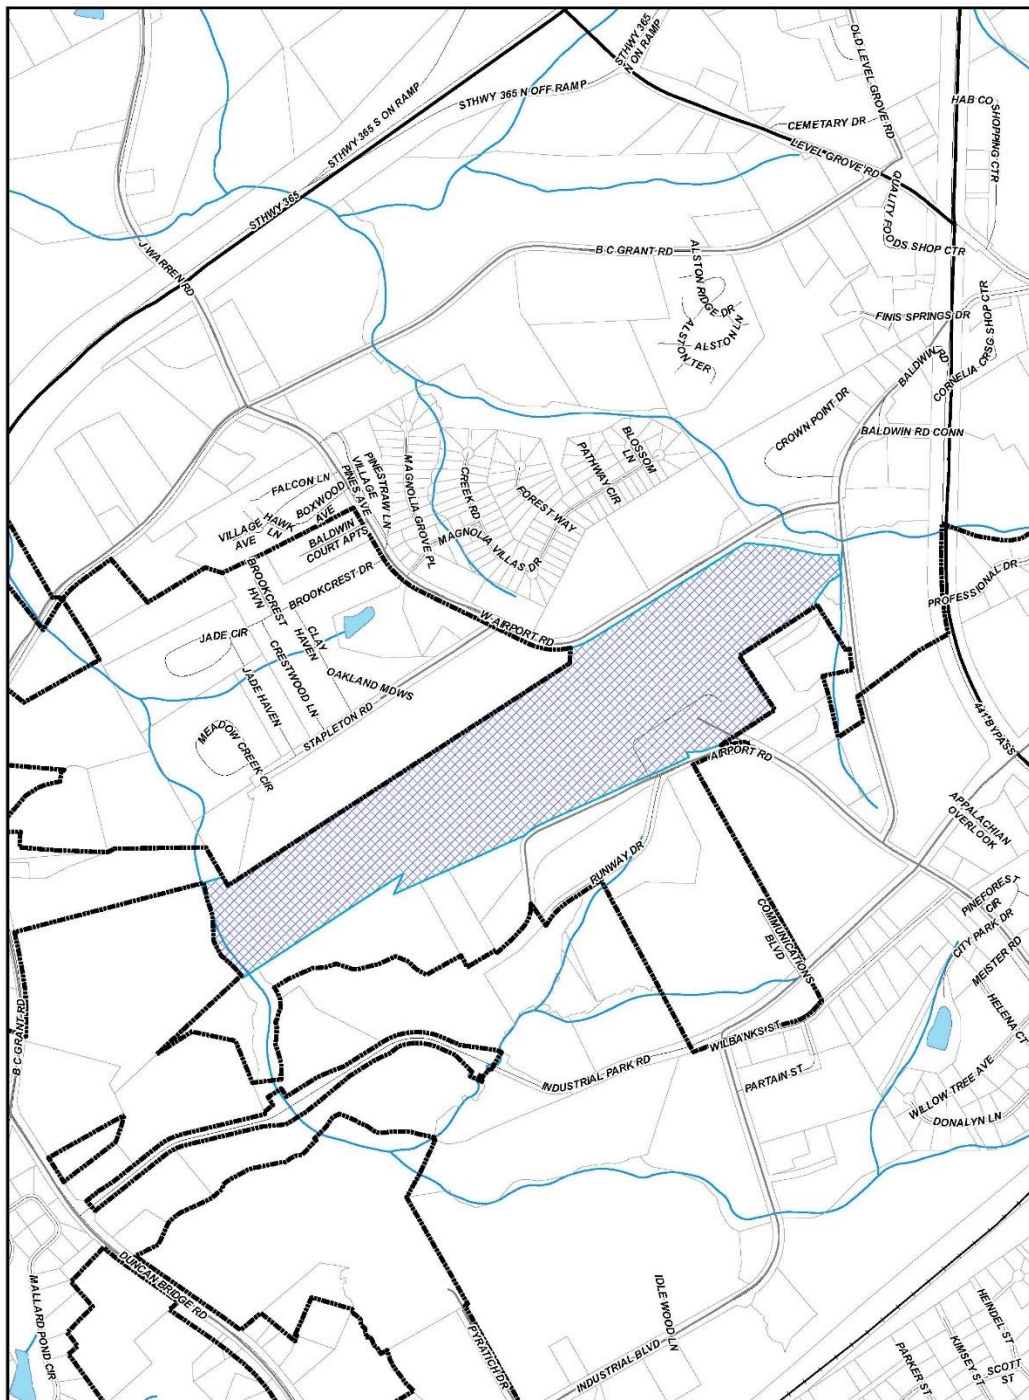 STHWY 365
N ON RAMP
OLD LEVEL GROVE RD
STHWY 365 N OFF RAMP
STHWY 365 S ON RAMP
HAB CO
SHOPPING CTR
CEMETARY DR
LEVEL GROVE RD
STHWY 365
QUALITY FOODS SHOP CTR
J WARREN RD
B C GRANT RD
ALSTON RIDGE DR
ALSTON LN
ALSTON TER
FINIS SPRINGS DR
CORNELIA CRSG SHOP CTR
BALDWIN RD
CROWN POINT DR
BALDWIN RD CONN
BLOSSOM
LN
PATHWAY CIR
FOREST WAY
CREEK RD
MAGNOLIA GROVE PL
MAGNOLIA VILLAS DR
PINESTRAW LN
VILLAGE
PINES AVE
FALCON LN
BOXWOOD
AVE
HAWK
LN
VILLAGE
AVE
BALDWIN
COURT APTS
BROOKCREST DR
BROOKCREST
HVN
PROFESSIONAL DR
W AIRPORT RD
JADE CIR
CLAY
HAVEN
OAKLAND MDWS
CRESTWOOD LN
JADE HAVEN
STAPLETON RD
MEADOW CREEK CIR
441 BYPASS
AIRPORT RD
APPALACHIAN
OVERLOOK
RUNWAY DR
PINEFOREST
CIR
CITY PARK DR
MEISTER RD
HELENA CT
COMMUNICATIONS
BLVD
B C GRANT RD
WILBANKS ST
INDUSTRIAL PARK RD
PARTAIN ST
WILLOW TREE AVE
DONALYN LN
DUNCAN BRIDGE RD
MALLARD POND CIR
IDLE WOOD LN
PYRATICH DR
INDUSTRIAL BLVD
HEINDEL ST
KIMSEY ST
SCOTT
ST
PARKER ST